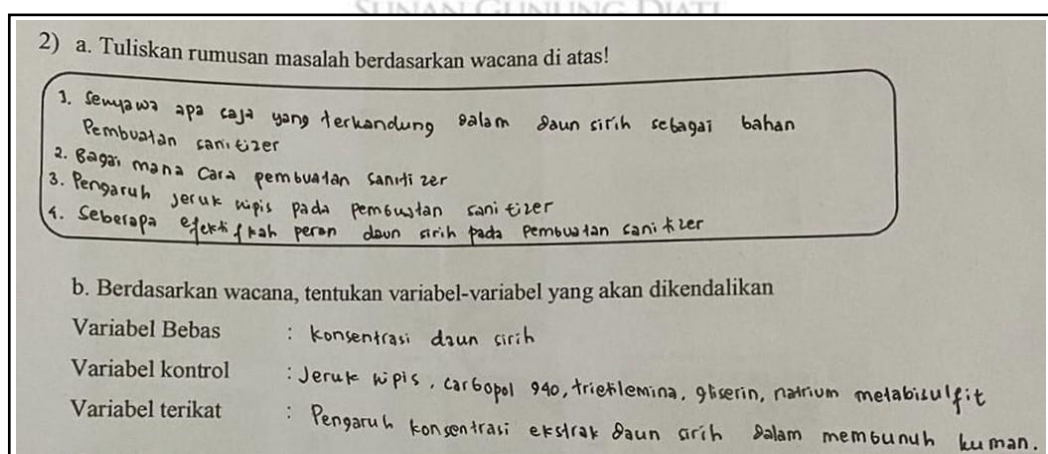 SUNAN GUNUNG DJATI
2) a. Tuliskan rumusan masalah berdasarkan wacana di atas!
1. Senyawa apa saja yang terkandung dalam daun sirih sebagai bahan
Pembuatan sanitizer
2. Bagai mana Cara pembuatan Saniti zer
3. Pengaruh jeruk nipis pada pembuatan sanitizer
4. Seberapa efektifkah peran daun sirih pada pembuatan sanitizer
b. Berdasarkan wacana, tentukan variabel-variabel yang akan dikendalikan
Variabel Bebas : Konsentrasi daun sirih
Variabel kontrol : Jeruk nipis, carbopol 940, trietilemina, gliserin, natrium metabisulfit
Variabel terikat : Pengaruh konsentrasi ekstrak daun sirih dalam membunuh kuman.